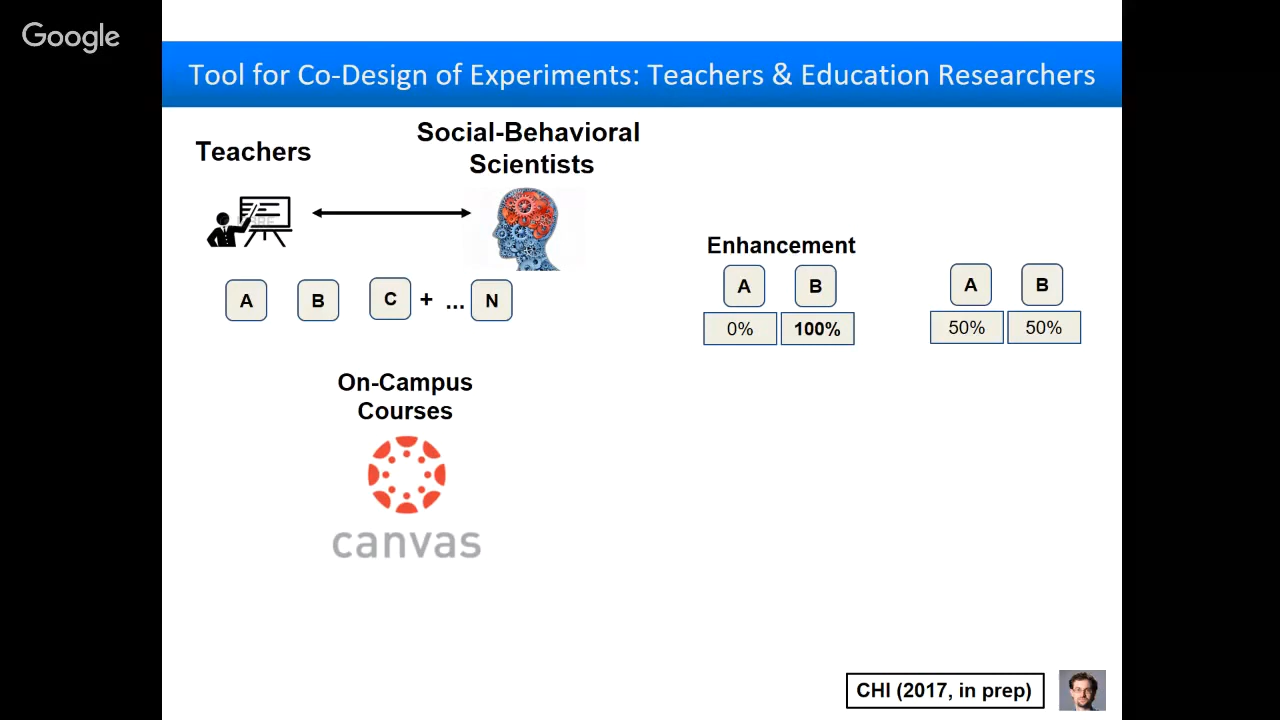 Google
Tool for Co-Design of Experiments: Teachers & Education Researchers
Teachers
Social-Behavioral
Scientists
A B C + ... N
On-Campus
Courses
canvas
Enhancement
A B
0% 100%
A B
50% 50%
CHI (2017, in prep)